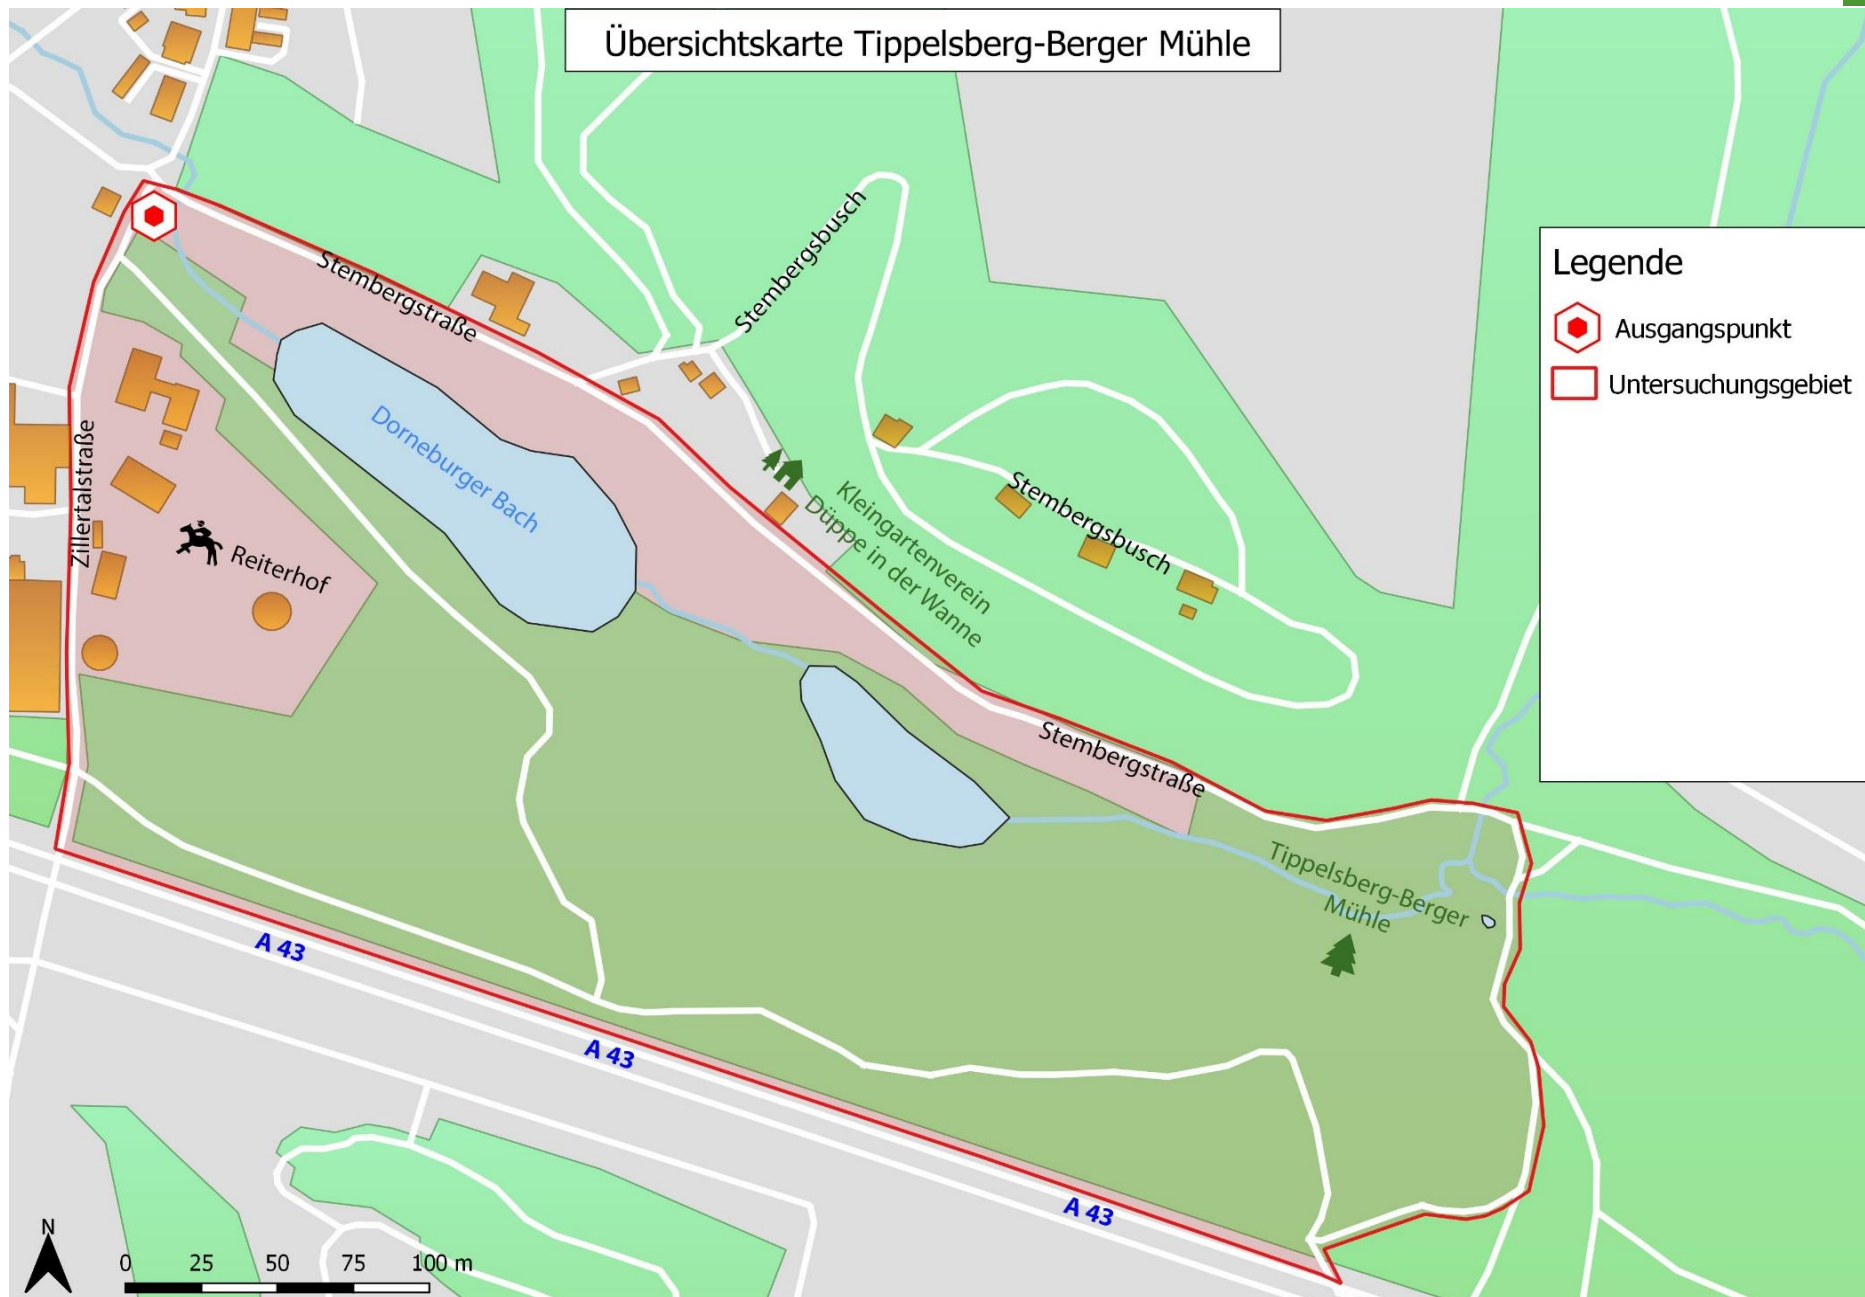 Übersichtskarte Tippelsberg-Berger Mühle
Stembergsbusch
Legende
Ausgangspunkt
Untersuchungsgebiet
Stembergstraße
Dorneburger Bach
Zillertalstraße
Reiterhof
Kleingartenverein
Düppe in der Wanne
Stembergsbusch
Stembergstraße
Tippelsberg-Berger
Mühle
A 43
A 43
A 43
N
0 25 50 75 100 m